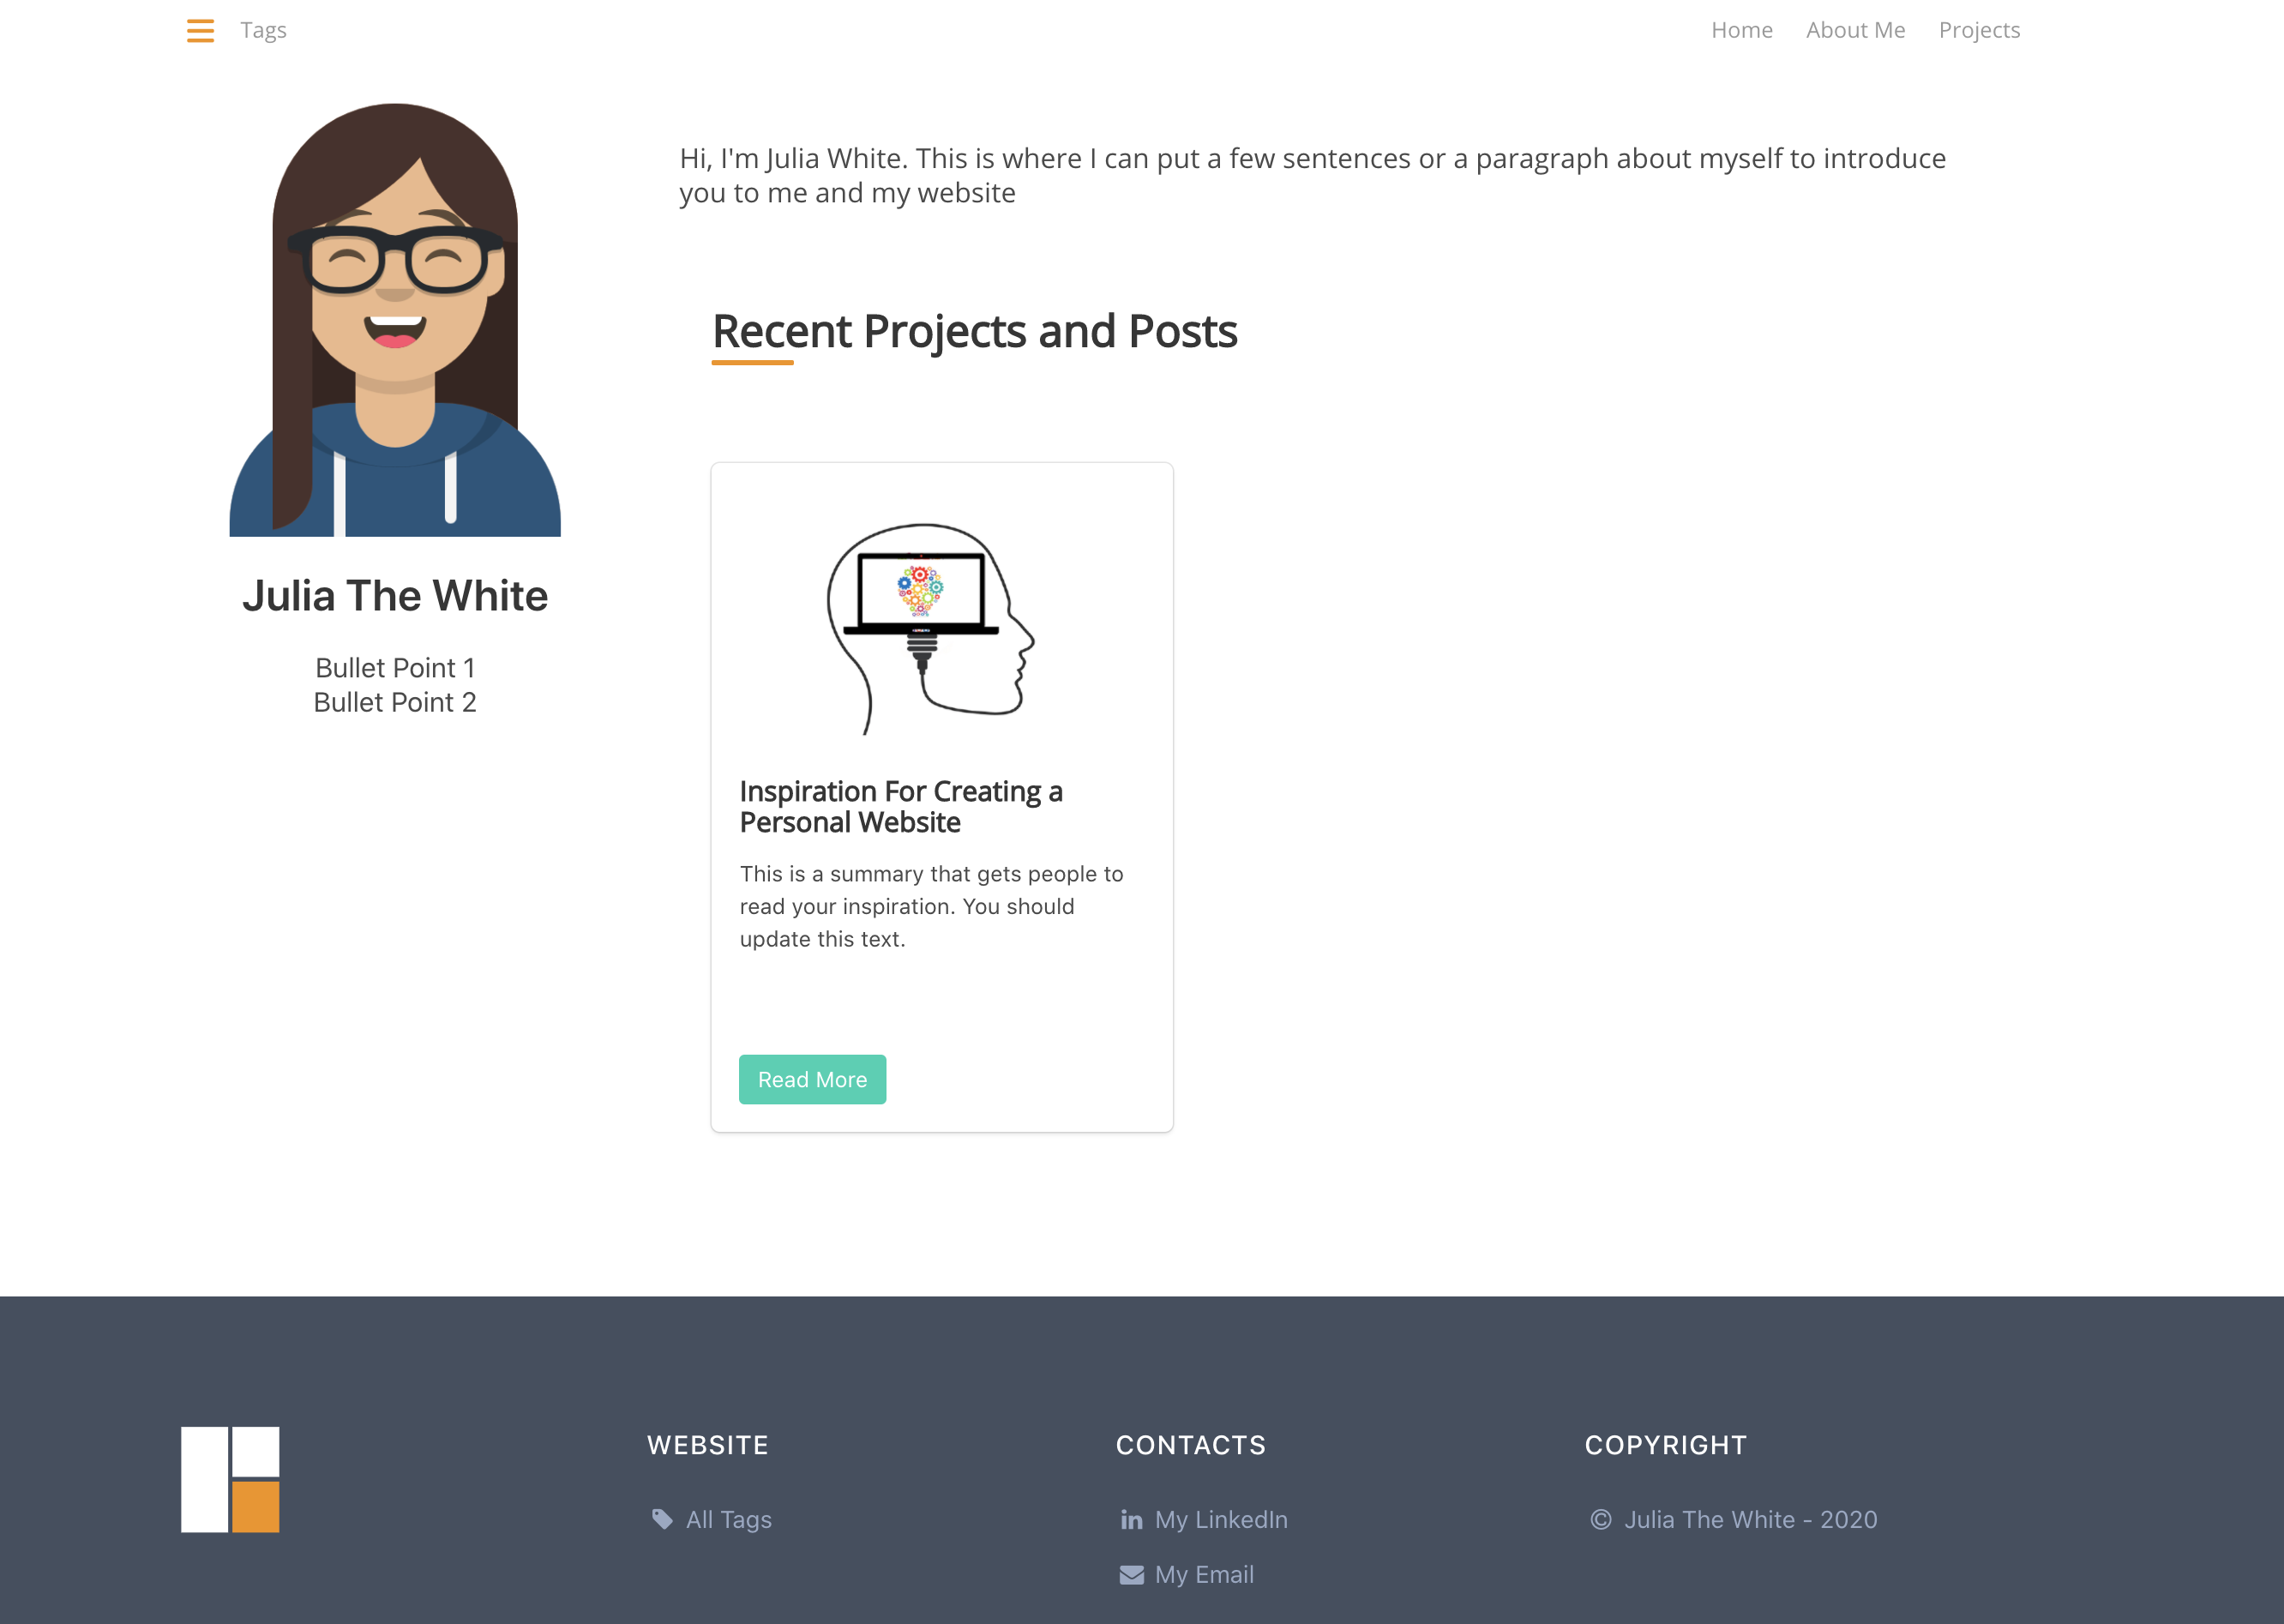 Tags
Home
About Me
Projects
Hi, I'm Julia White. This is where I can put a few sentences or a paragraph about myself to introduce
you to me and my website
Recent Projects and Posts
Julia The White
Bullet Point 1
Bullet Point 2
Inspiration For Creating a
Personal Website
This is a summary that gets people to
read your inspiration. You should
update this text.
Read More
WEBSITE
All Tags
CONTACTS
My LinkedIn
My Email
COPYRIGHT
© Julia The White - 2020